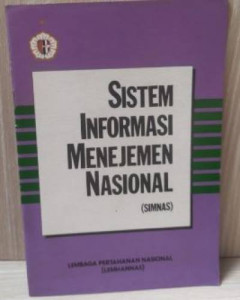 SISTEM
INFORMASI
MENEJEMEN
NASIONAL
(SIMNAS)
LEMBAGA PERTAHANAN NASIONAL
(LEMHANNAS)